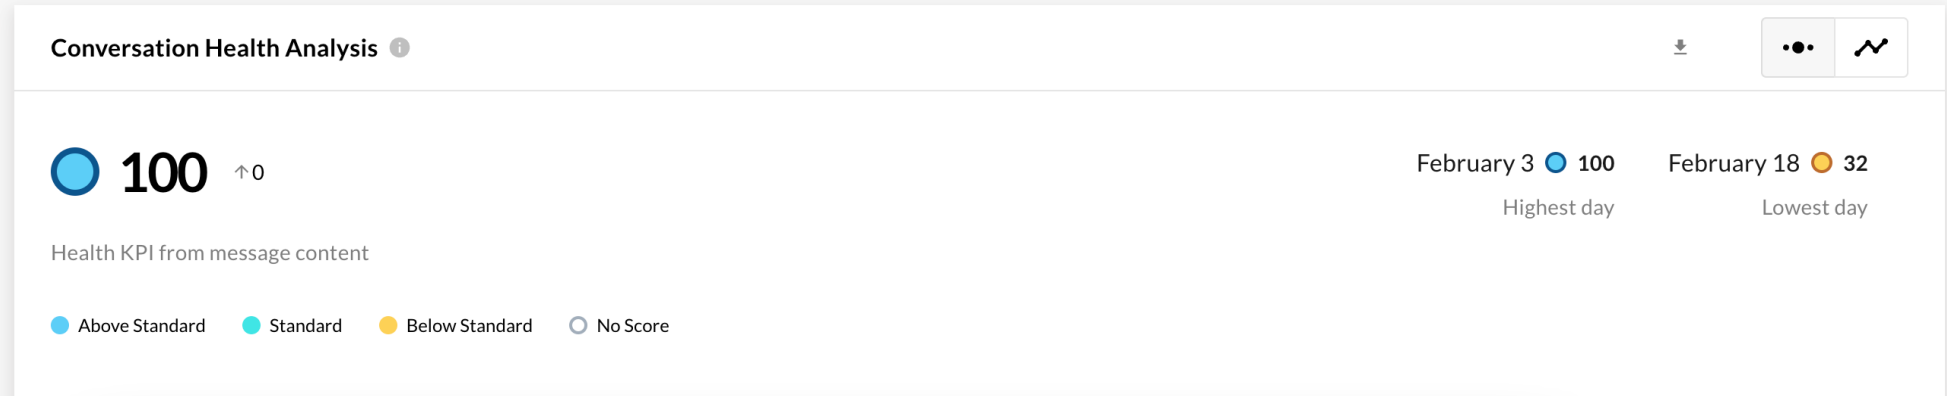 Conversation Health Analysis
100 ↑0
Health KPI from message content
February 3 100
Highest day
February 18 32
Lowest day
Above Standard Standard Below Standard No Score